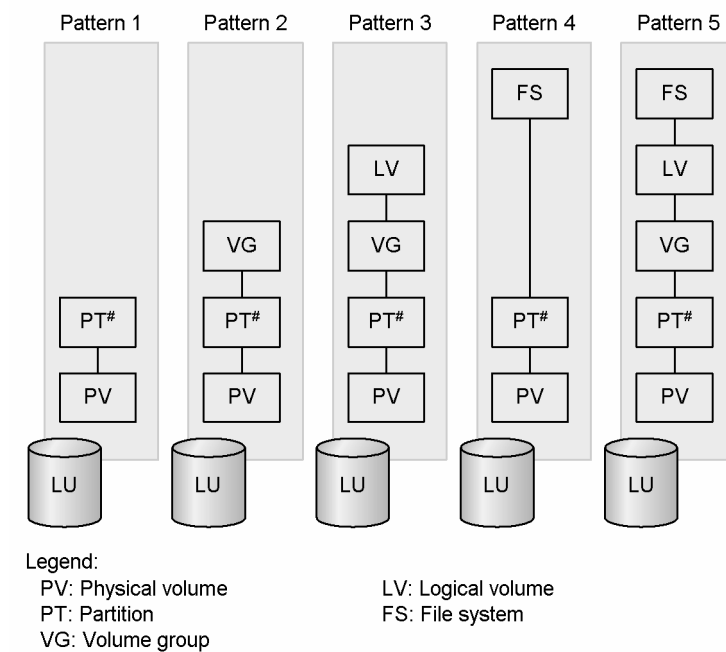 Pattern 1 Pattern 2 Pattern 3 Pattern 4 Pattern 5
FS FS
LV LV
VG VG VG
PT# PT# PT# PT# PT#
PV PV PV PV PV
LU LU LU LU LU
Legend:
PV: Physical volume LV: Logical volume
PT: Partition FS: File system
VG: Volume group